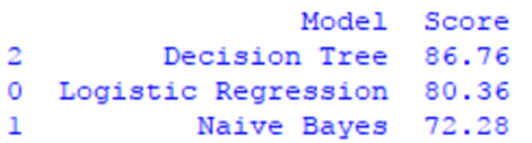 Model Score
2 Decision Tree 86.76
0 Logistic Regression 80.36
1 Naive Bayes 72.28